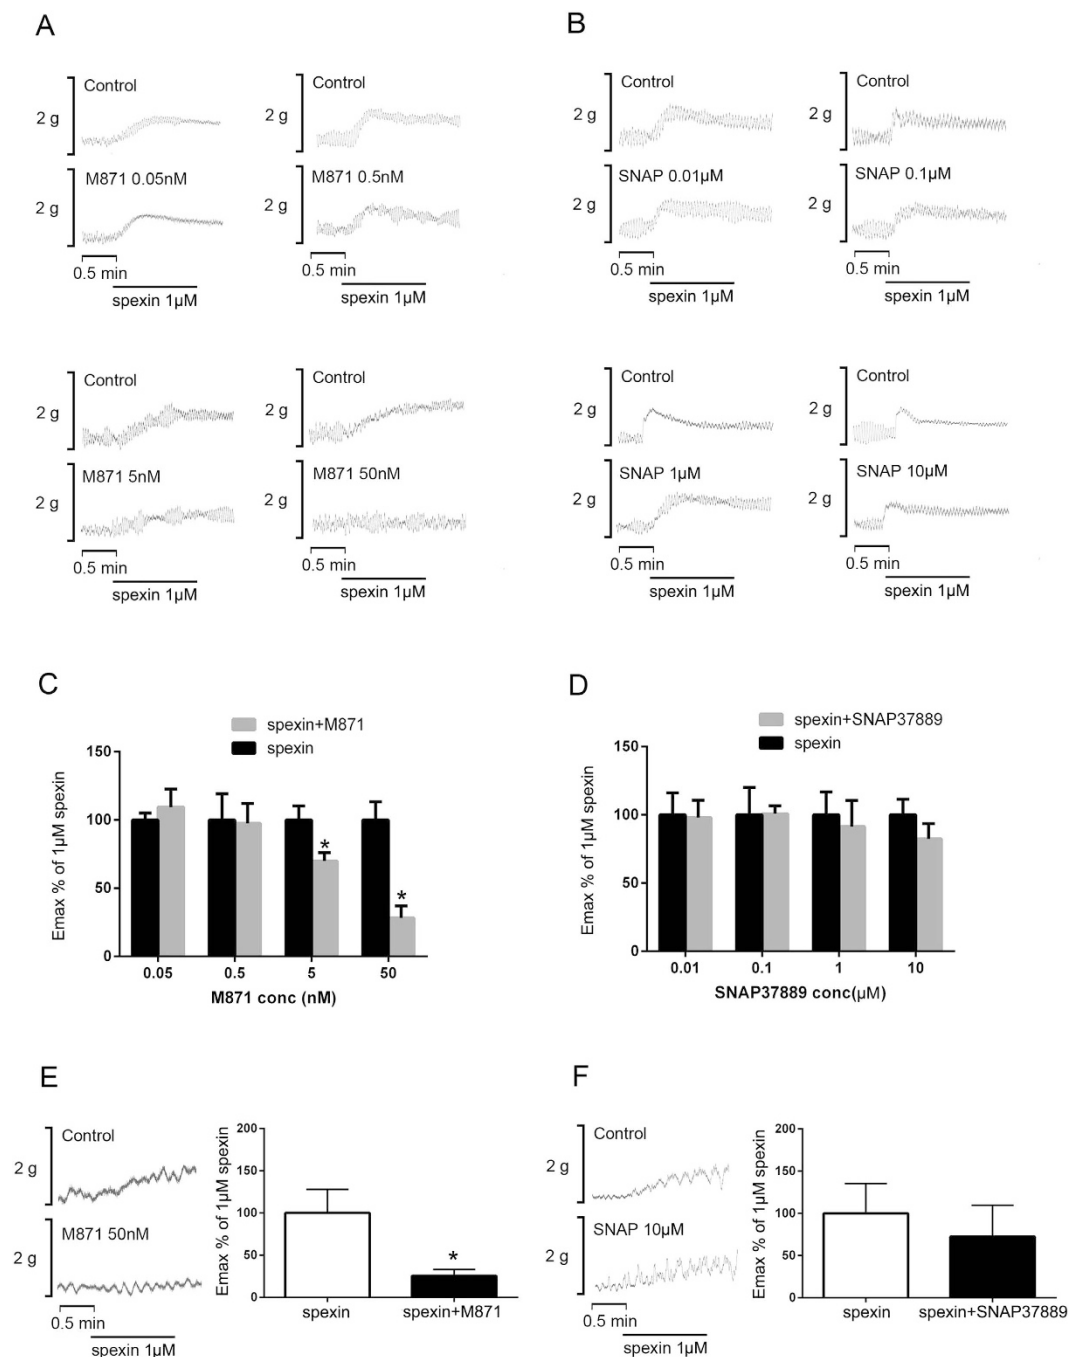 A
B
Control
2 g
M871 0.05nM
2 g
0.5 min
spexin 1µM
Control
2 g
M871 0.5nM
2 g
0.5 min
spexin 1µM
Control
2 g
SNAP 0.01µM
2 g
0.5 min
spexin 1µM
Control
2 g
SNAP 0.1µM
2 g
0.5 min
spexin 1µM
Control
2 g
M871 5nM
2 g
0.5 min
spexin 1µM
Control
2 g
M871 50nM
2 g
0.5 min
spexin 1µM
Control
2 g
SNAP 1µM
2 g
0.5 min
spexin 1µM
Control
2 g
SNAP 10µM
2 g
0.5 min
spexin 1µM
C
spexin+M871
spexin
Emax % of 1µM spexin
150
100
50
0
*
*
0.05 0.5 5 50
M871 conc (nM)
D
spexin+SNAP37889
spexin
Emax % of 1µM spexin
150
100
50
0
0.01 0.1 1 10
SNAP37889 conc(µM)
E
Control
2 g
M871 50nM
2 g
0.5 min
spexin 1µM
Emax % of 1µM spexin
200
150
100
50
0
*
spexin spexin+M871
F
Control
2 g
SNAP 10µM
2 g
0.5 min
spexin 1µM
Emax % of 1µM spexin
200
150
100
50
0
spexin spexin+SNAP37889